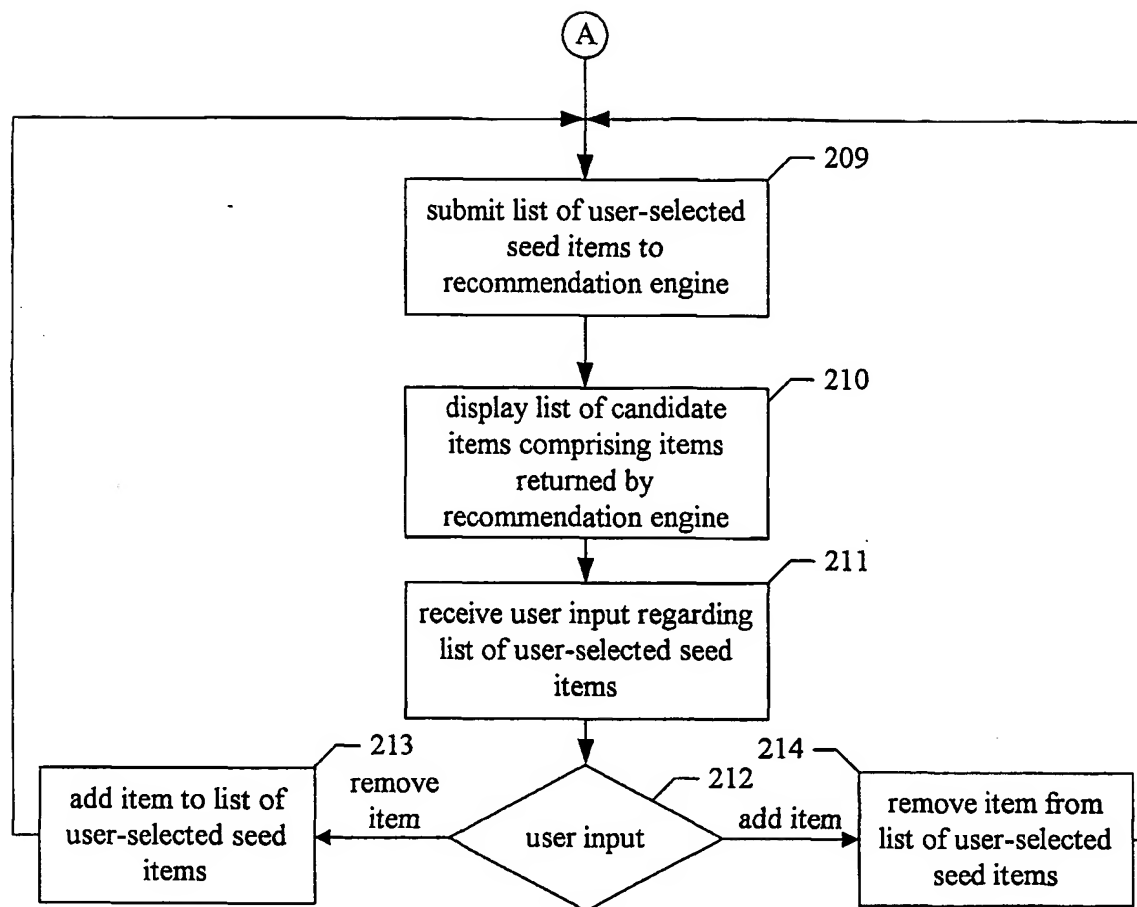 A
209
submit list of user-selected
seed items to
recommendation engine
210
display list of candidate
items comprising items
returned by
recommendation engine
211
receive user input regarding
list of user-selected seed
items
213
add item to list of
user-selected seed
items
remove
item
212
user input
add item
214
remove item from
list of user-selected
seed items